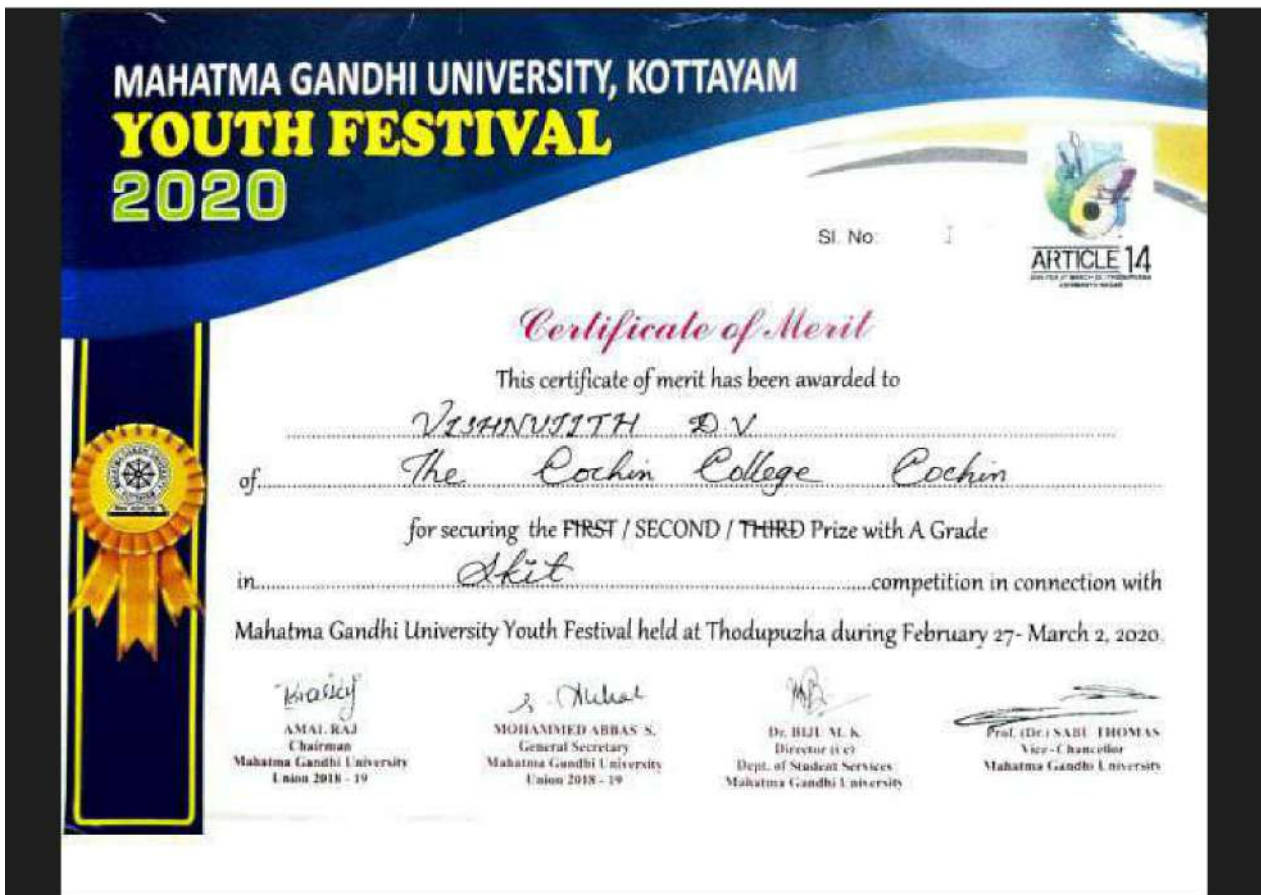 MAHATMA GANDHI UNIVERSITY, KOTTAYAM
YOUTH FESTIVAL
2020
Sl. No:
ARTICLE 14
Certificate of Merit
This certificate of merit has been awarded to
VISHNUJITH D.V
of The Cochin College Cochin
for securing the FIRST / SECOND / THIRD Prize with A Grade
in Skit competition in connection with
Mahatma Gandhi University Youth Festival held at Thodupuzha during February 27- March 2, 2020.
AMAL RAJ
Chairman
Mahatma Gandhi University
Union 2018 - 19
MOHAMMED ABBAS S.
General Secretary
Mahatma Gandhi University
Union 2018 - 19
Dr. BIJU M. K
Director (i/c)
Dept. of Student Services
Mahatma Gandhi University
Prof. (Dr.) SABU THOMAS
Vice - Chancellor
Mahatma Gandhi University